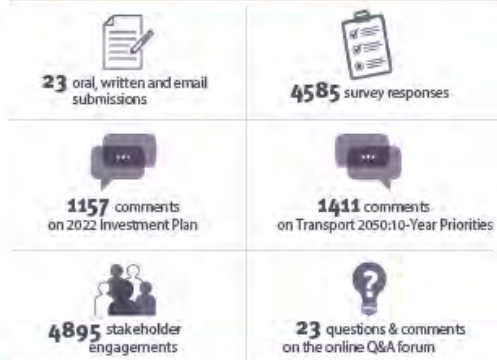 23 oral, written and email
submissions
4585 survey responses
1157 comments
on 2022 Investment Plan
1411 comments
on Transport 2050:10-Year Priorities
4895 stakeholder
engagements
23 questions & comments
on the online Q&A forum